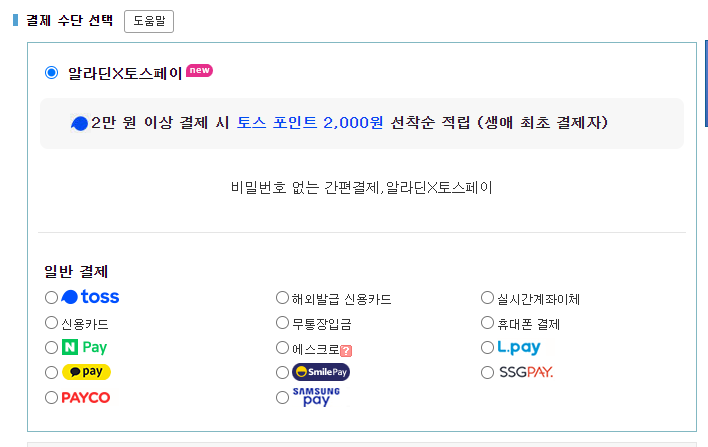 결제 수단 선택 도움말
알라딘X토스페이 new
2만 원 이상 결제 시 토스 포인트 2,000원 선착순 적립 (생애 최초 결제자)
비밀번호 없는 간편결제,알라딘X토스페이
일반 결제
toss 해외발급 신용카드 실시간계좌이체
신용카드 무통장입금 휴대폰 결제
N Pay 에스크로? L.pay
pay SmilePay SSGPAY.
PAYCO SAMSUNG pay